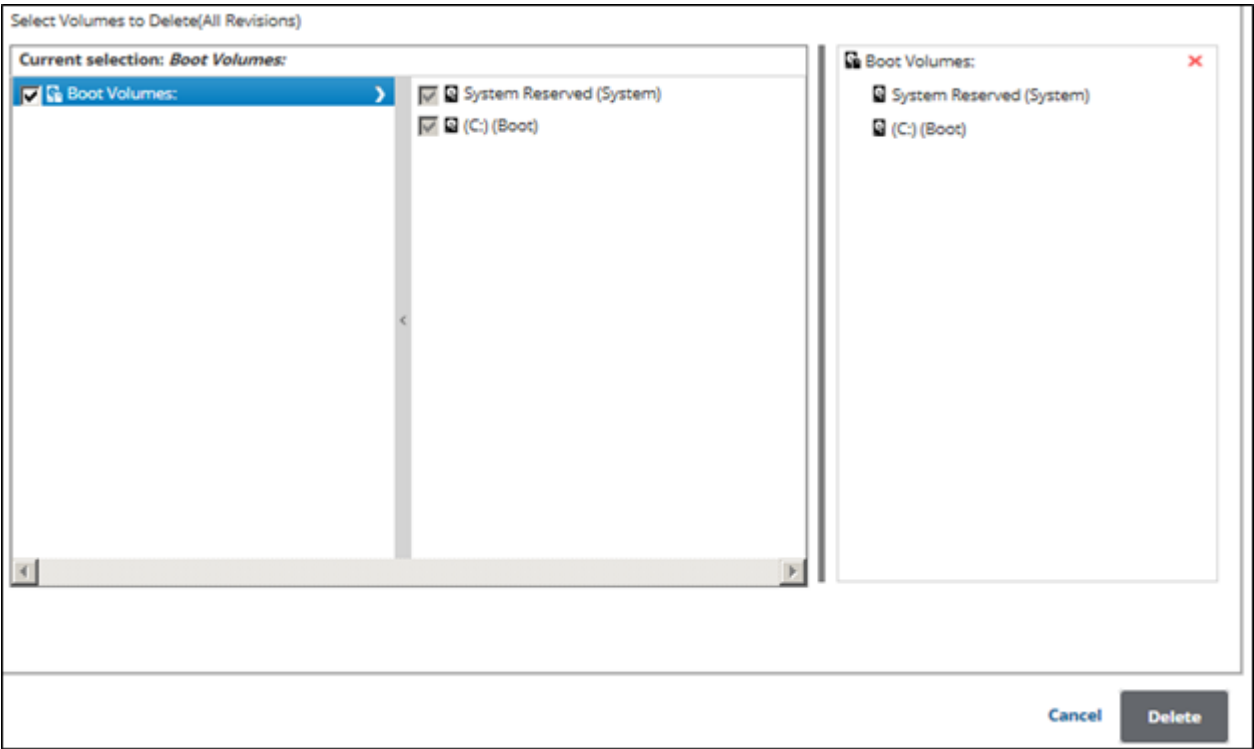 Select Volumes to Delete(All Revisions)
Current selection: Boot Volumes:
Boot Volumes:
System Reserved (System)
(C:) (Boot)
Boot Volumes:
System Reserved (System)
(C:) (Boot)
Cancel
Delete